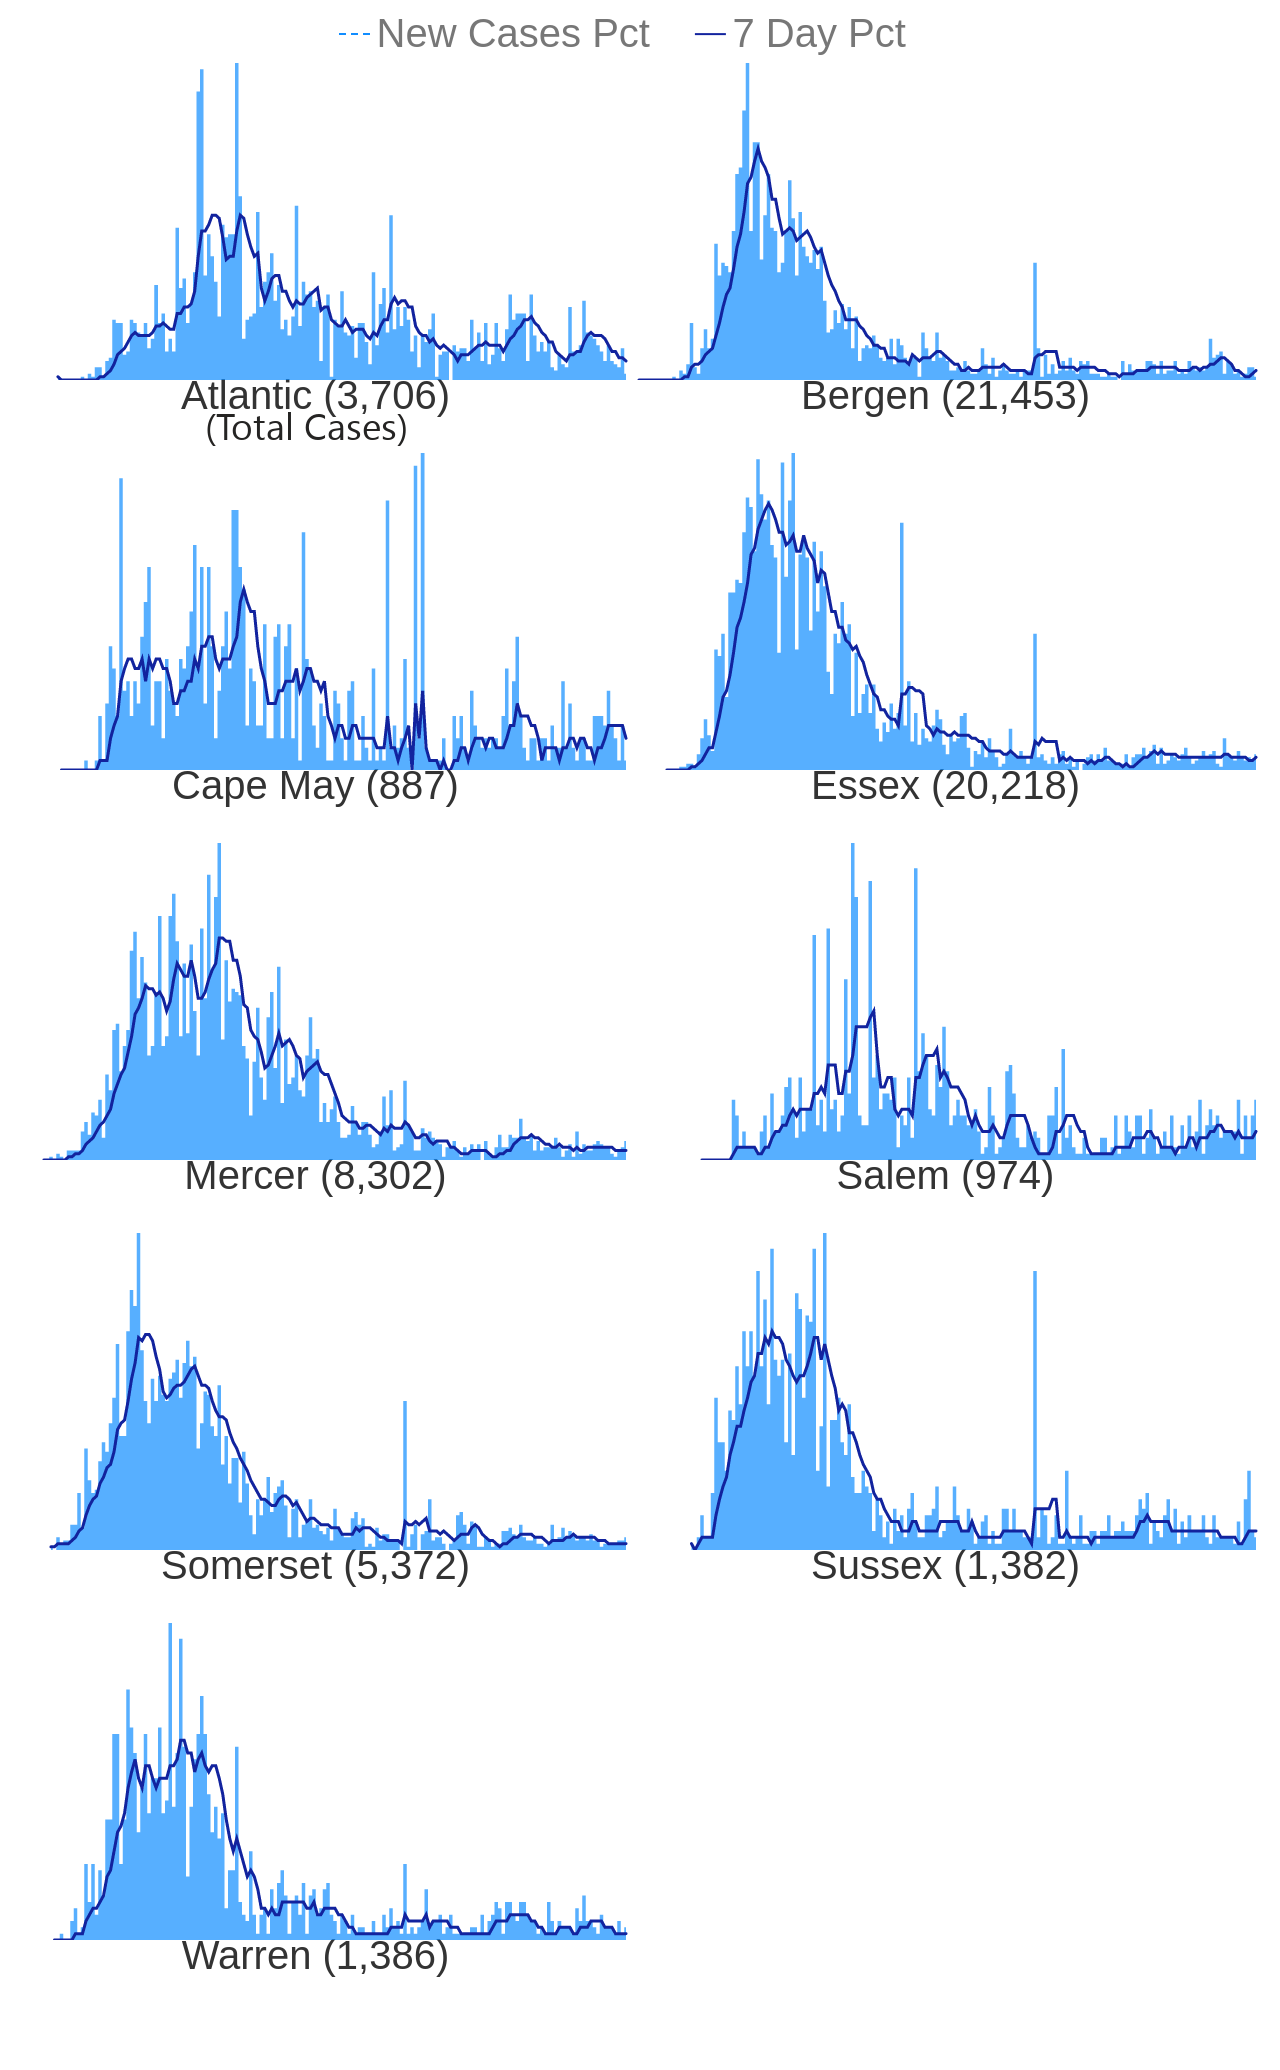 New Cases Pct 7 Day Pct
Atlantic (3,706) Bergen (21,453)
(Total Cases)
Cape May (887) Essex (20,218)
Mercer (8,302) Salem (974)
Somerset (5,372) Sussex (1,382)
Warren (1,386)